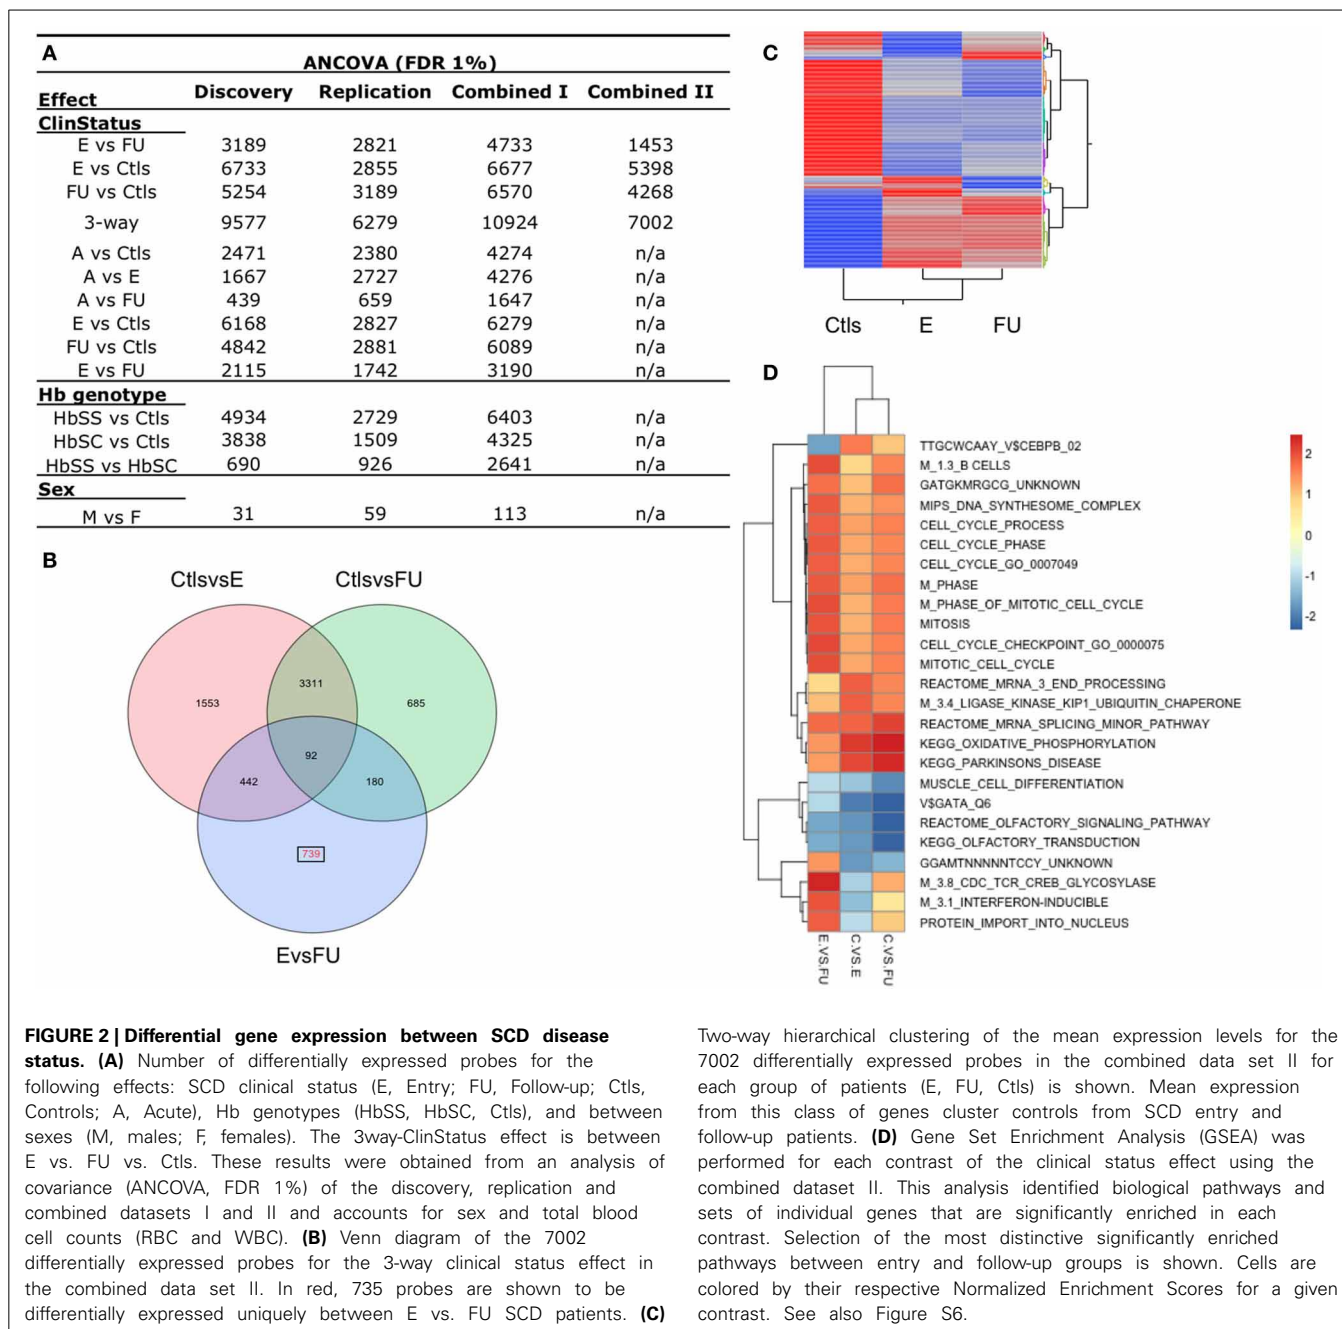 A
ANCOVA (FDR 1%)
Effect Discovery Replication Combined I Combined II
ClinStatus
E vs FU 3189 2821 4733 1453
E vs Ctls 6733 2855 6677 5398
FU vs Ctls 5254 3189 6570 4268
3-way 9577 6279 10924 7002
A vs Ctls 2471 2380 4274 n/a
A vs E 1667 2727 4276 n/a
A vs FU 439 659 1647 n/a
E vs Ctls 6168 2827 6279 n/a
FU vs Ctls 4842 2881 6089 n/a
E vs FU 2115 1742 3190 n/a
Hb genotype
HbSS vs Ctls 4934 2729 6403 n/a
HbSC vs Ctls 3838 1509 4325 n/a
HbSS vs HbSC 690 926 2641 n/a
Sex
M vs F 31 59 113 n/a
B
CtlsvsE CtlsvsFU
3311
1553 685
92
442 180
739
EvsFU
C
Ctls E FU
D
TTGCWCAAY_V$CEBPB_02
M_1.3_B CELLS
GATGKMRGCG_UNKNOWN
MIPS_DNA_SYNTHESOME_COMPLEX
CELL_CYCLE_PROCESS
CELL_CYCLE_PHASE
CELL_CYCLE_GO_0007049
M_PHASE
M_PHASE_OF_MITOTIC_CELL_CYCLE
MITOSIS
CELL_CYCLE_CHECKPOINT_GO_0000075
MITOTIC_CELL_CYCLE
REACTOME_MRNA_3_END_PROCESSING
M_3.4_LIGASE_KINASE_KIP1_UBIQUITIN_CHAPERONE
REACTOME_MRNA_SPLICING_MINOR_PATHWAY
KEGG_OXIDATIVE_PHOSPHORYLATION
KEGG_PARKINSONS_DISEASE
MUSCLE_CELL_DIFFERENTIATION
V$GATA_Q6
REACTOME_OLFACTORY_SIGNALING_PATHWAY
KEGG_OLFACTORY_TRANSDUCTION
GGAMTNNNNNTCCY_UNKNOWN
M_3.8_CDC_TCR_CREB_GLYCOSYLASE
M_3.1_INTERFERON-INDUCIBLE
PROTEIN_IMPORT_INTO_NUCLEUS
E.VS.FU
C.VS.E
C.VS.FU
2
1
0
-1
-2
FIGURE 2 | Differential gene expression between SCD disease
status. (A) Number of differentially expressed probes for the
following effects: SCD clinical status (E, Entry; FU, Follow-up; Ctls,
Controls; A, Acute), Hb genotypes (HbSS, HbSC, Ctls), and between
sexes (M, males; F, females). The 3way-ClinStatus effect is between
E vs. FU vs. Ctls. These results were obtained from an analysis of
covariance (ANCOVA, FDR 1%) of the discovery, replication and
combined datasets I and II and accounts for sex and total blood
cell counts (RBC and WBC). (B) Venn diagram of the 7002
differentially expressed probes for the 3-way clinical status effect in
the combined data set II. In red, 735 probes are shown to be
differentially expressed uniquely between E vs. FU SCD patients. (C)
Two-way hierarchical clustering of the mean expression levels for the
7002 differentially expressed probes in the combined data set II for
each group of patients (E, FU, Ctls) is shown. Mean expression
from this class of genes cluster controls from SCD entry and
follow-up patients. (D) Gene Set Enrichment Analysis (GSEA) was
performed for each contrast of the clinical status effect using the
combined dataset II. This analysis identified biological pathways and
sets of individual genes that are significantly enriched in each
contrast. Selection of the most distinctive significantly enriched
pathways between entry and follow-up groups is shown. Cells are
colored by their respective Normalized Enrichment Scores for a given
contrast. See also Figure S6.